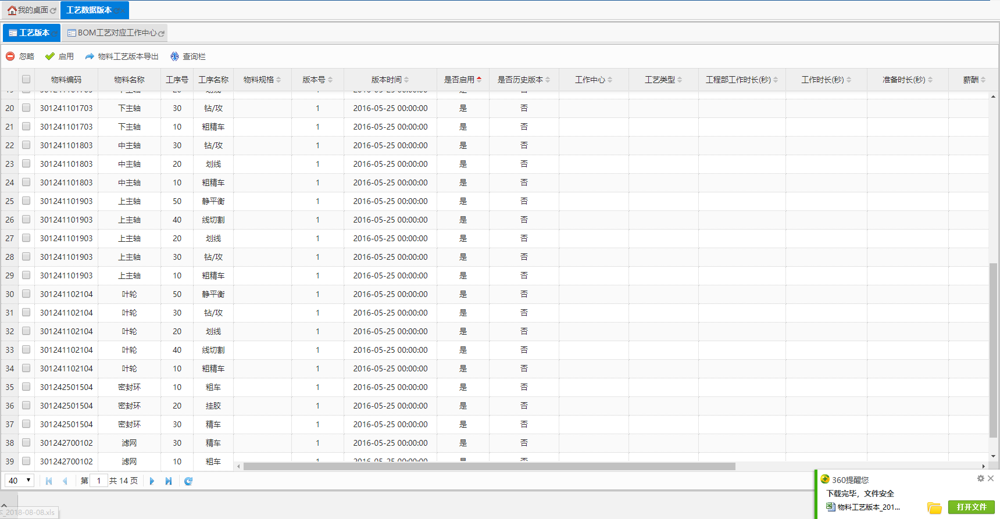 我的桌面 工艺数据版本
工艺版本 BOM工艺对应工作中心
忽略 启用 物料工艺版本导出 查询栏
物料编码 物料名称 工序号 工序名称 物料规格 版本号 版本时间 是否启用 是否历史版本 工作中心 工艺类型 工程部工作时长(秒) 工作时长(秒) 准备时长(秒) 薪酬
20 301241101703 下主轴 30 钻/攻 1 2016-05-25 00:00:00 是 否
21 301241101703 下主轴 10 粗精车 1 2016-05-25 00:00:00 是 否
22 301241101803 中主轴 30 钻/攻 1 2016-05-25 00:00:00 是 否
23 301241101803 中主轴 20 划线 1 2016-05-25 00:00:00 是 否
24 301241101803 中主轴 10 粗精车 1 2016-05-25 00:00:00 是 否
25 301241101903 上主轴 50 静平衡 1 2016-05-25 00:00:00 是 否
26 301241101903 上主轴 40 线切割 1 2016-05-25 00:00:00 是 否
27 301241101903 上主轴 20 划线 1 2016-05-25 00:00:00 是 否
28 301241101903 上主轴 30 钻/攻 1 2016-05-25 00:00:00 是 否
29 301241101903 上主轴 10 粗精车 1 2016-05-25 00:00:00 是 否
30 301241102104 叶轮 50 静平衡 1 2016-05-25 00:00:00 是 否
31 301241102104 叶轮 30 钻/攻 1 2016-05-25 00:00:00 是 否
32 301241102104 叶轮 20 划线 1 2016-05-25 00:00:00 是 否
33 301241102104 叶轮 40 线切割 1 2016-05-25 00:00:00 是 否
34 301241102104 叶轮 10 粗精车 1 2016-05-25 00:00:00 是 否
35 301242501504 密封环 10 粗车 1 2016-05-25 00:00:00 是 否
36 301242501504 密封环 20 挂胶 1 2016-05-25 00:00:00 是 否
37 301242501504 密封环 30 精车 1 2016-05-25 00:00:00 是 否
38 301242700102 滤网 30 精车 1 2016-05-25 00:00:00 是 否
39 301242700102 滤网 10 粗车
40 第 1 共 14 页
360提醒您
下载完毕，文件安全
物料工艺版本_201... 打开文件
_2018-08-08.xls